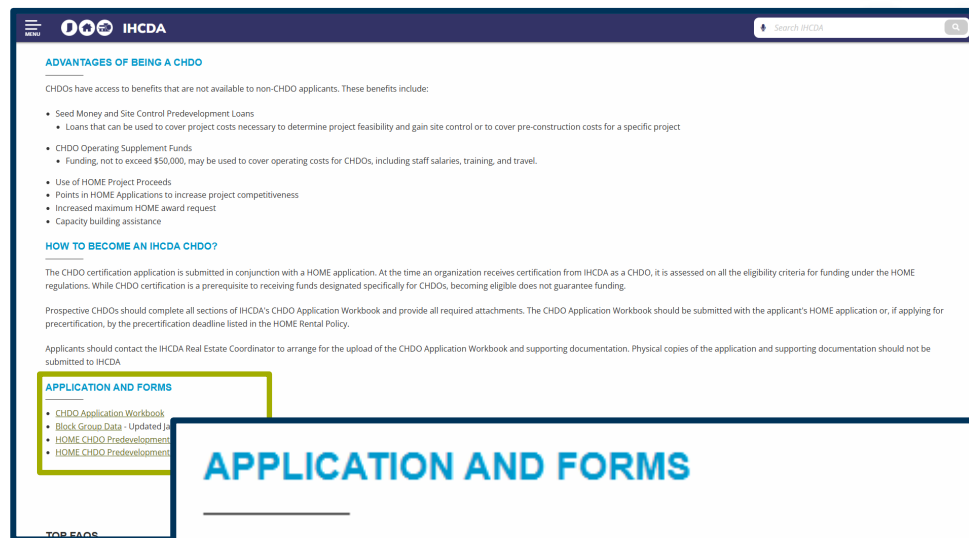 MENU
IHCDA
Search IHCDA
ADVANTAGES OF BEING A CHDO
CHDOs have access to benefits that are not available to non-CHDO applicants. These benefits include:
• Seed Money and Site Control Predevelopment Loans
• Loans that can be used to cover project costs necessary to determine project feasibility and gain site control or to cover pre-construction costs for a specific project
• CHDO Operating Supplement Funds
• Funding, not to exceed $50,000, may be used to cover operating costs for CHDOs, including staff salaries, training, and travel.
• Use of HOME Project Proceeds
• Points in HOME Applications to increase project competitiveness
• Increased maximum HOME award request
• Capacity building assistance
HOW TO BECOME AN IHCDA CHDO?
The CHDO certification application is submitted in conjunction with a HOME application. At the time an organization receives certification from IHCDA as a CHDO, it is assessed on all the eligibility criteria for funding under the HOME
regulations. While CHDO certification is a prerequisite to receiving funds designated specifically for CHDOs, becoming eligible does not guarantee funding.
Prospective CHDOs should complete all sections of IHCDA's CHDO Application Workbook and provide all required attachments. The CHDO Application Workbook should be submitted with the applicant's HOME application or, if applying for
precertification, by the precertification deadline listed in the HOME Rental Policy.
Applicants should contact the IHCDA Real Estate Coordinator to arrange for the upload of the CHDO Application Workbook and supporting documentation. Physical copies of the application and supporting documentation should not be
submitted to IHCDA
APPLICATION AND FORMS
• CHDO Application Workbook
• Block Group Data - Updated Ja
• HOME CHDO Predevelopment
• HOME CHDO Predevelopment
APPLICATION AND FORMS
TOP FAQS